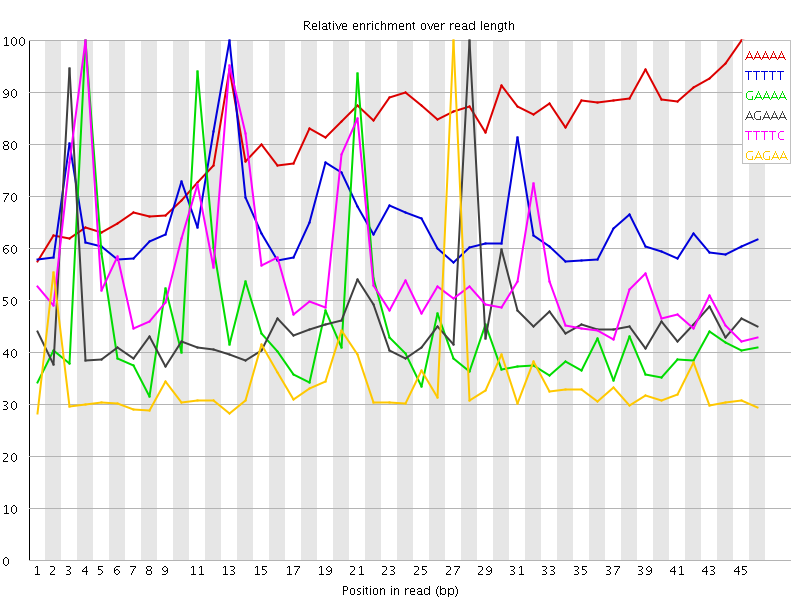 Relative enrichment over read length
100
90
80
70
60
50
40
30
20
10
0
AAAAA
TTTTT
GAAAA
AGAAA
TTTTC
GAGAA
1 2 3 4 5 6 7 8 9 11 13 15 17 19 21 23 25 27 29 31 33 35 37 39 41 43 45
Position in read (bp)